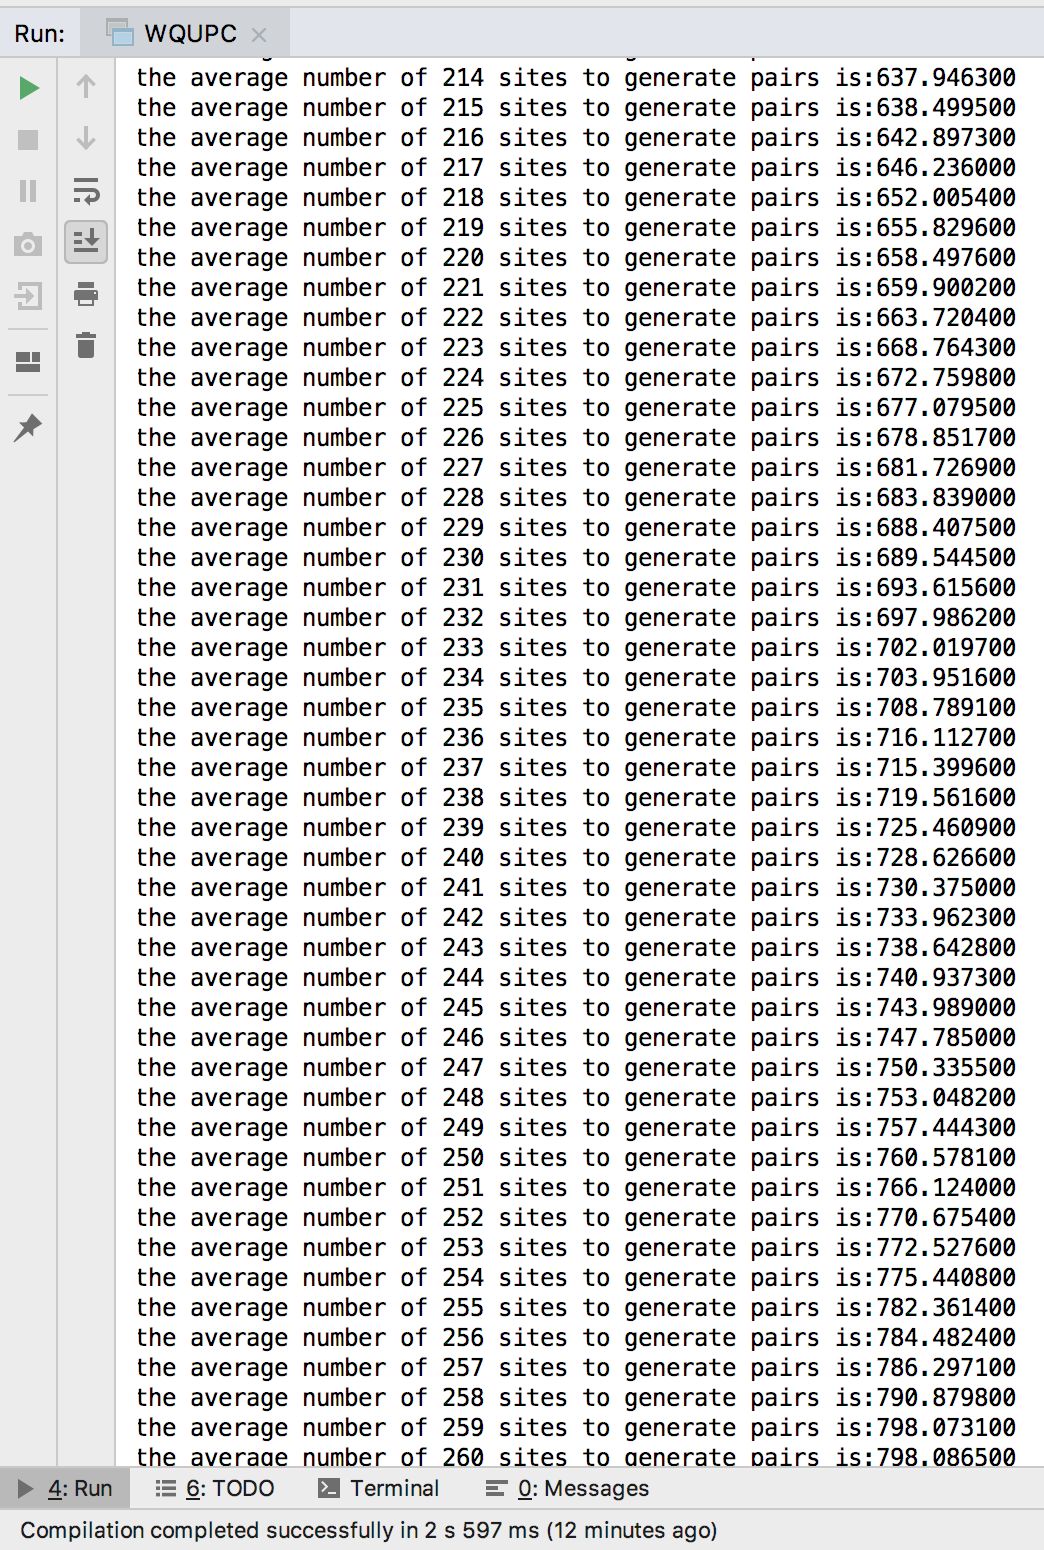 Run: WQUPC
the average number of 214 sites to generate pairs is:637.946300
the average number of 215 sites to generate pairs is:638.499500
the average number of 216 sites to generate pairs is:642.897300
the average number of 217 sites to generate pairs is:646.236000
the average number of 218 sites to generate pairs is:652.005400
the average number of 219 sites to generate pairs is:655.829600
the average number of 220 sites to generate pairs is:658.497600
the average number of 221 sites to generate pairs is:659.900200
the average number of 222 sites to generate pairs is:663.720400
the average number of 223 sites to generate pairs is:668.764300
the average number of 224 sites to generate pairs is:672.759800
the average number of 225 sites to generate pairs is:677.079500
the average number of 226 sites to generate pairs is:678.851700
the average number of 227 sites to generate pairs is:681.726900
the average number of 228 sites to generate pairs is:683.839000
the average number of 229 sites to generate pairs is:688.407500
the average number of 230 sites to generate pairs is:689.544500
the average number of 231 sites to generate pairs is:693.615600
the average number of 232 sites to generate pairs is:697.986200
the average number of 233 sites to generate pairs is:702.019700
the average number of 234 sites to generate pairs is:703.951600
the average number of 235 sites to generate pairs is:708.789100
the average number of 236 sites to generate pairs is:716.112700
the average number of 237 sites to generate pairs is:715.399600
the average number of 238 sites to generate pairs is:719.561600
the average number of 239 sites to generate pairs is:725.460900
the average number of 240 sites to generate pairs is:728.626600
the average number of 241 sites to generate pairs is:730.375000
the average number of 242 sites to generate pairs is:733.962300
the average number of 243 sites to generate pairs is:738.642800
the average number of 244 sites to generate pairs is:740.937300
the average number of 245 sites to generate pairs is:743.989000
the average number of 246 sites to generate pairs is:747.785000
the average number of 247 sites to generate pairs is:750.335500
the average number of 248 sites to generate pairs is:753.048200
the average number of 249 sites to generate pairs is:757.444300
the average number of 250 sites to generate pairs is:760.578100
the average number of 251 sites to generate pairs is:766.124000
the average number of 252 sites to generate pairs is:770.675400
the average number of 253 sites to generate pairs is:772.527600
the average number of 254 sites to generate pairs is:775.440800
the average number of 255 sites to generate pairs is:782.361400
the average number of 256 sites to generate pairs is:784.482400
the average number of 257 sites to generate pairs is:786.297100
the average number of 258 sites to generate pairs is:790.879800
the average number of 259 sites to generate pairs is:798.073100
the average number of 260 sites to generate pairs is:798.086500
4: Run 6: TODO Terminal 0: Messages
Compilation completed successfully in 2 s 597 ms (12 minutes ago)